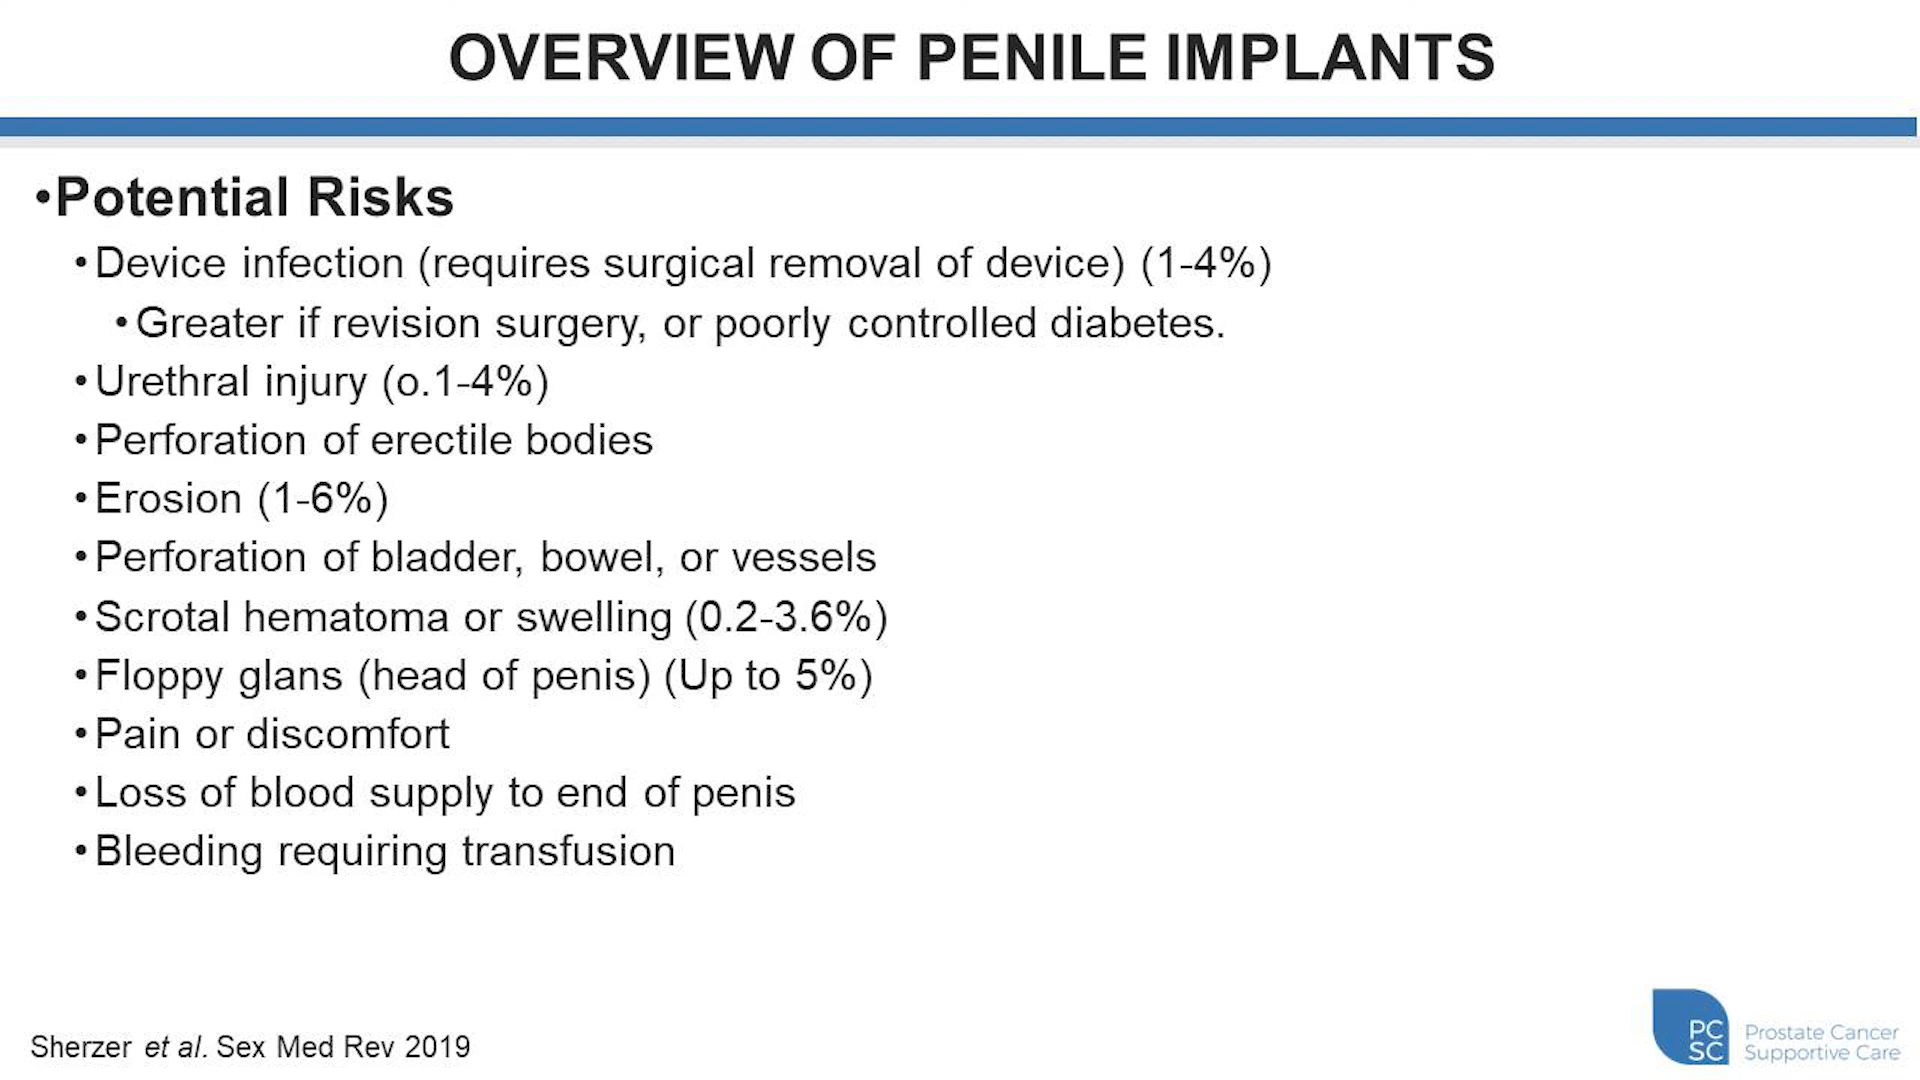 OVERVIEW OF PENILE IMPLANTS
•Potential Risks
•Device infection (requires surgical removal of device) (1-4%)
•Greater if revision surgery, or poorly controlled diabetes.
•Urethral injury (o.1-4%)
•Perforation of erectile bodies
•Erosion (1-6%)
•Perforation of bladder, bowel, or vessels
•Scrotal hematoma or swelling (0.2-3.6%)
•Floppy glans (head of penis) (Up to 5%)
•Pain or discomfort
•Loss of blood supply to end of penis
•Bleeding requiring transfusion
Sherzer et al. Sex Med Rev 2019
PC
SC
Prostate Cancer
Supportive Care